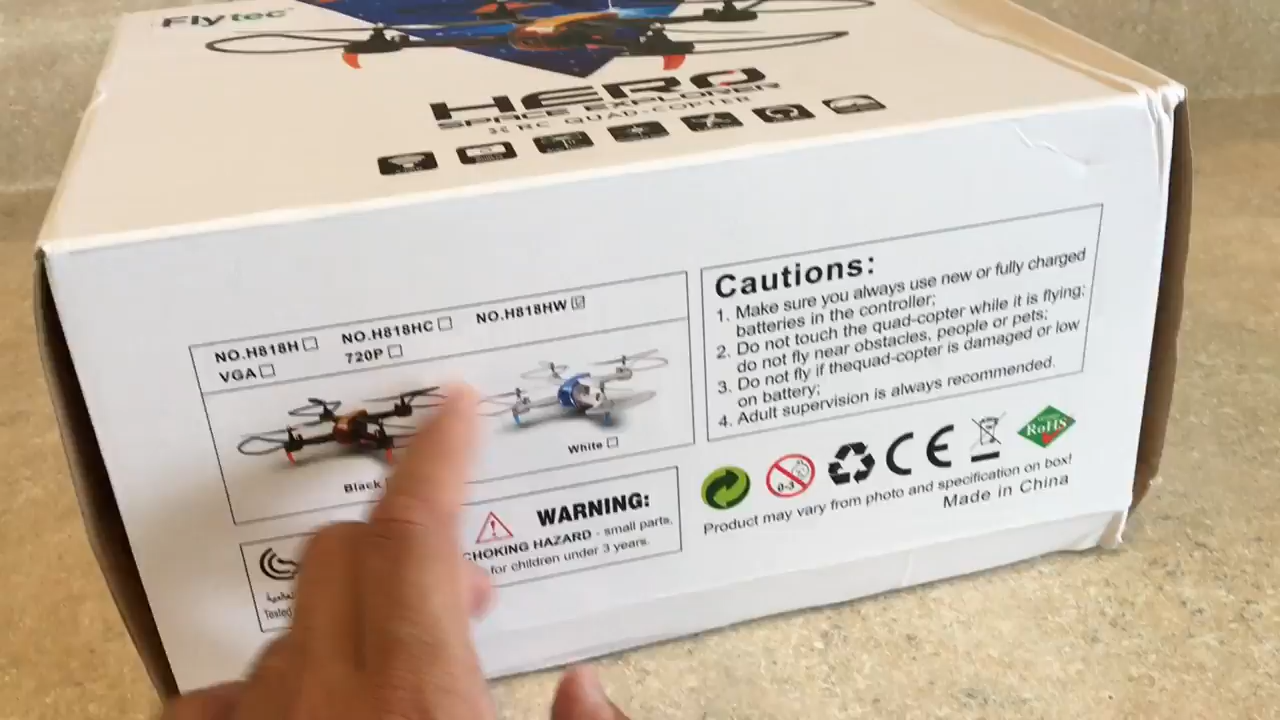 Flytec
HERO
SPACE EXPLORER
RC QUAD-COPTER
NO.H818H
NO.H818HC
NO.H818HW
VGA
720P
Black
White
Cautions:
1. Make sure you always use new or fully charged
batteries in the controller;
2. Do not touch the quad-copter while it is flying;
do not fly near obstacles, people or pets;
3. Do not fly if thequad-copter is damaged or low
on battery;
4. Adult supervision is always recommended.
WARNING:
CHOKING HAZARD - small parts,
for children under 3 years.
Tested
0-3
CE
RoHS
Product may vary from photo and specification on box!
Made in China